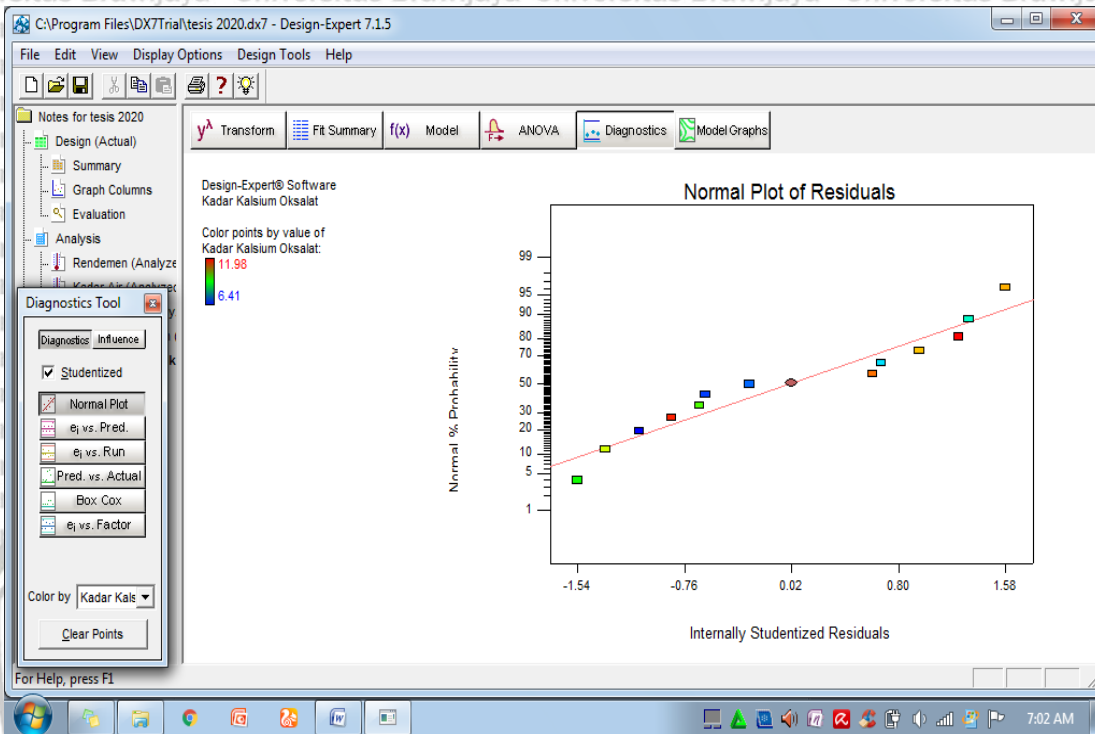 C:\Program Files\DX7Trial\tesis 2020.dx7 - Design-Expert 7.1.5
File Edit View Display Options Design Tools Help
Notes for tesis 2020
Design (Actual)
Summary
Graph Columns
Evaluation
Analysis
Rendemen (Analyze
yλ Transform
Fit Summary
f(x) Model
ANOVA
Diagnostics
Model Graphs
Diagnostics Tool
Diagnostics Influence
Studentized
Normal Plot
ei vs. Pred.
ei vs. Run
Pred. vs. Actual
Box Cox
ei vs. Factor
Color by Kadar Kals
Clear Points
Design-Expert® Software
Kadar Kalsium Oksalat
Color points by value of
Kadar Kalsium Oksalat:
11.98
6.41
Normal Plot of Residuals
Normal % Probability
99
95
90
80
70
50
30
20
10
5
1
-1.54 -0.76 0.02 0.80 1.58
Internally Studentized Residuals
For Help, press F1
7:02 AM